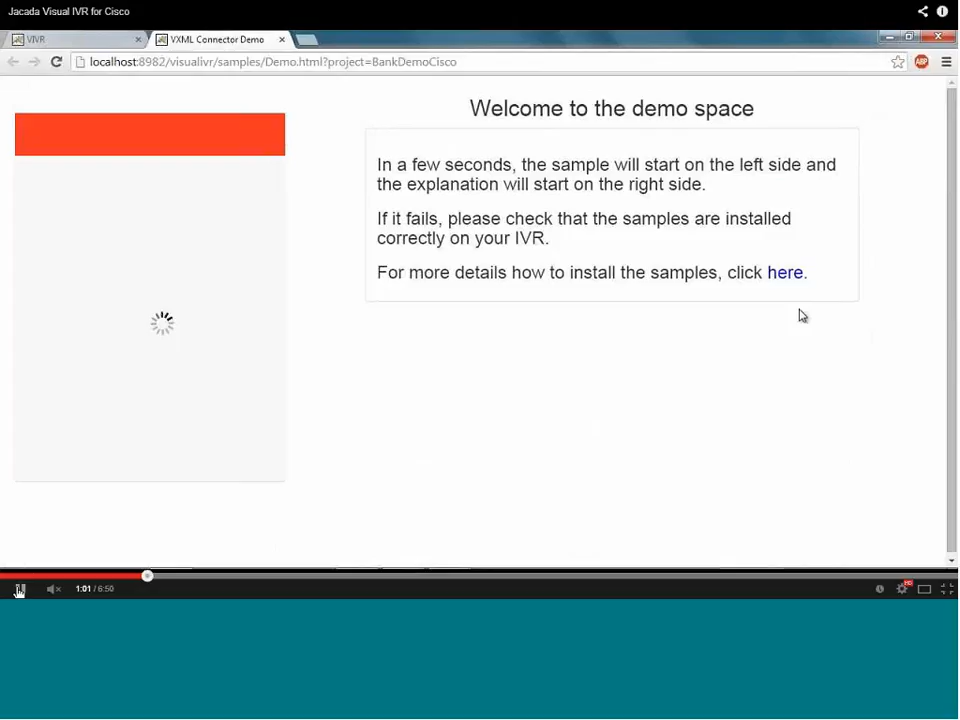 Jacada Visual IVR for Cisco
VIVR
VXML Connector Demo
localhost:8982/visualivr/samples/Demo.html?project=BankDemoCisco
ABP
Welcome to the demo space
In a few seconds, the sample will start on the left side and
the explanation will start on the right side.
If it fails, please check that the samples are installed
correctly on your IVR.
For more details how to install the samples, click here.
1:01 / 6:50
HD